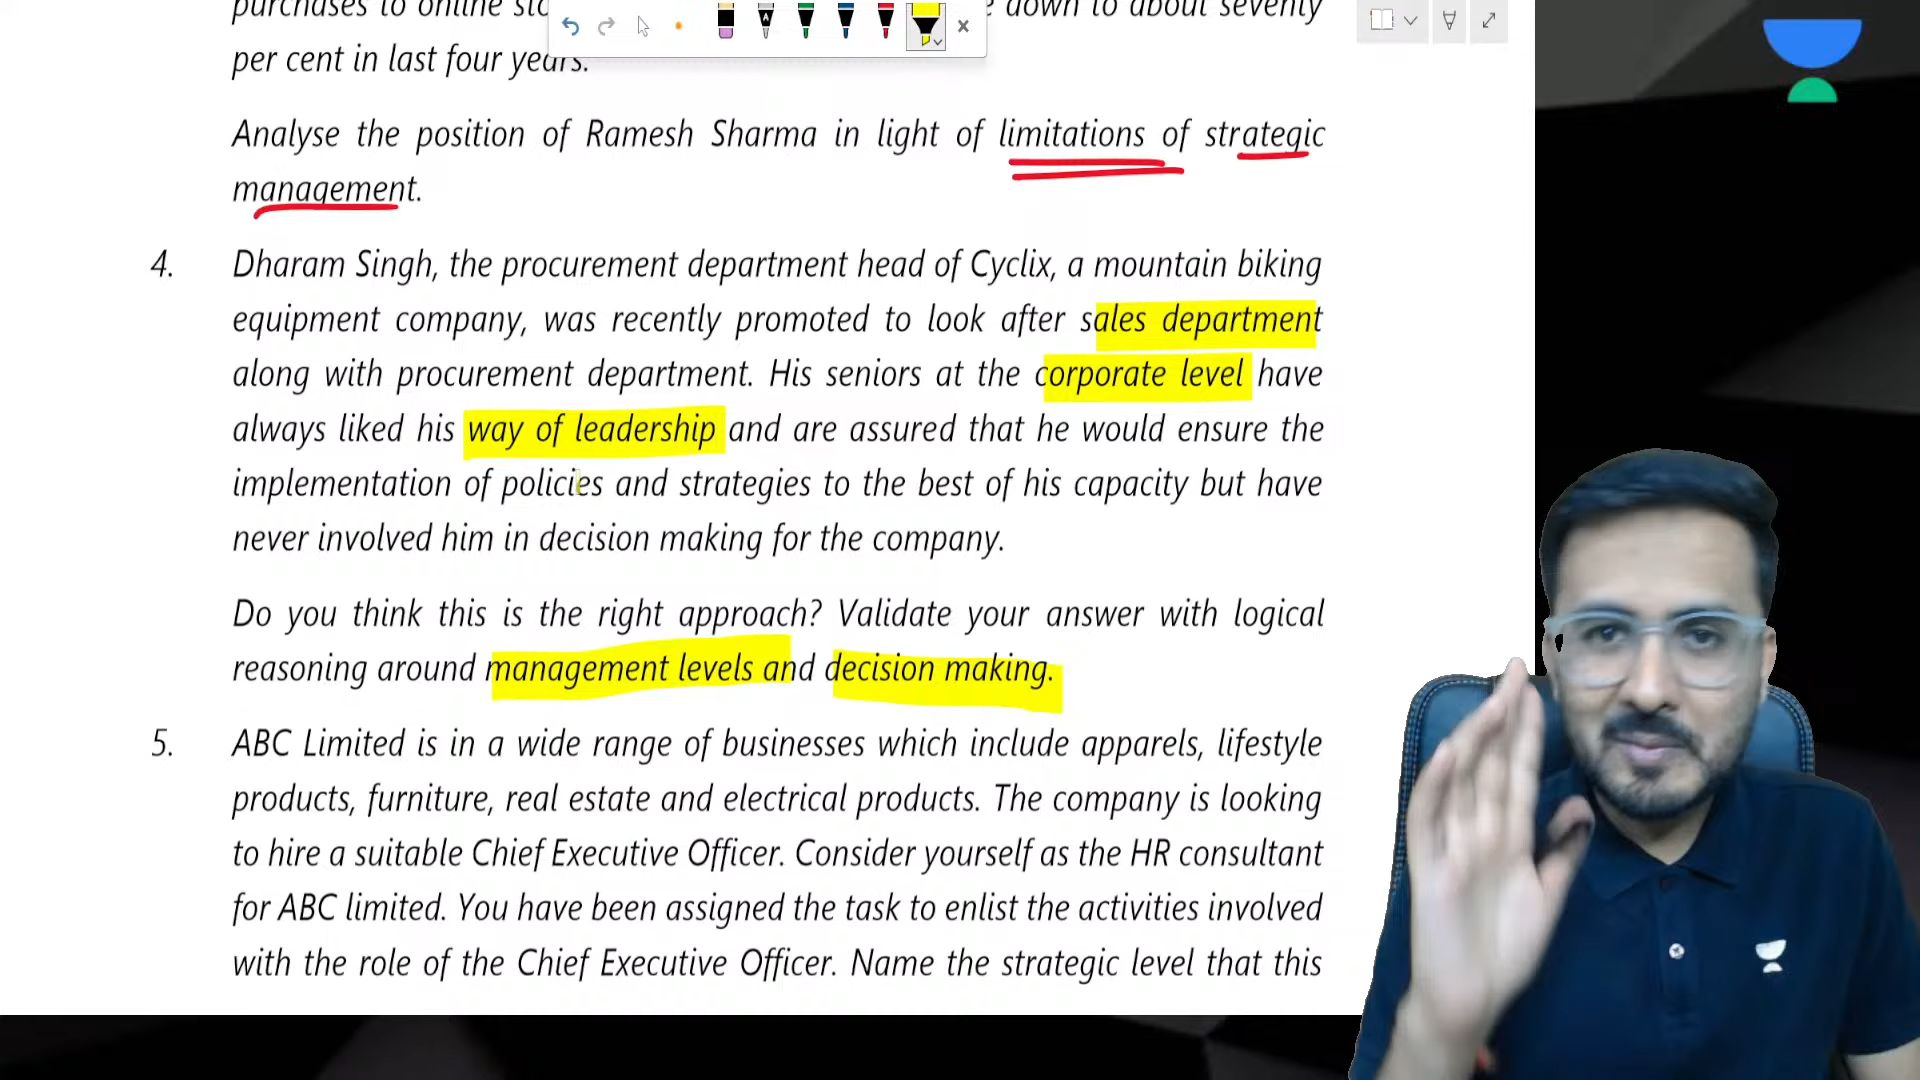 purchases to online sto down to about seventy
per cent in last four years.
Analyse the position of Ramesh Sharma in light of limitations of strategic
management.
4. Dharam Singh, the procurement department head of Cyclix, a mountain biking
equipment company, was recently promoted to look after sales department
along with procurement department. His seniors at the corporate level have
always liked his way of leadership and are assured that he would ensure the
implementation of policies and strategies to the best of his capacity but have
never involved him in decision making for the company.
Do you think this is the right approach? Validate your answer with logical
reasoning around management levels and decision making.
5. ABC Limited is in a wide range of businesses which include apparels, lifestyle
products, furniture, real estate and electrical products. The company is looking
to hire a suitable Chief Executive Officer. Consider yourself as the HR consultant
for ABC limited. You have been assigned the task to enlist the activities involved
with the role of the Chief Executive Officer. Name the strategic level that this